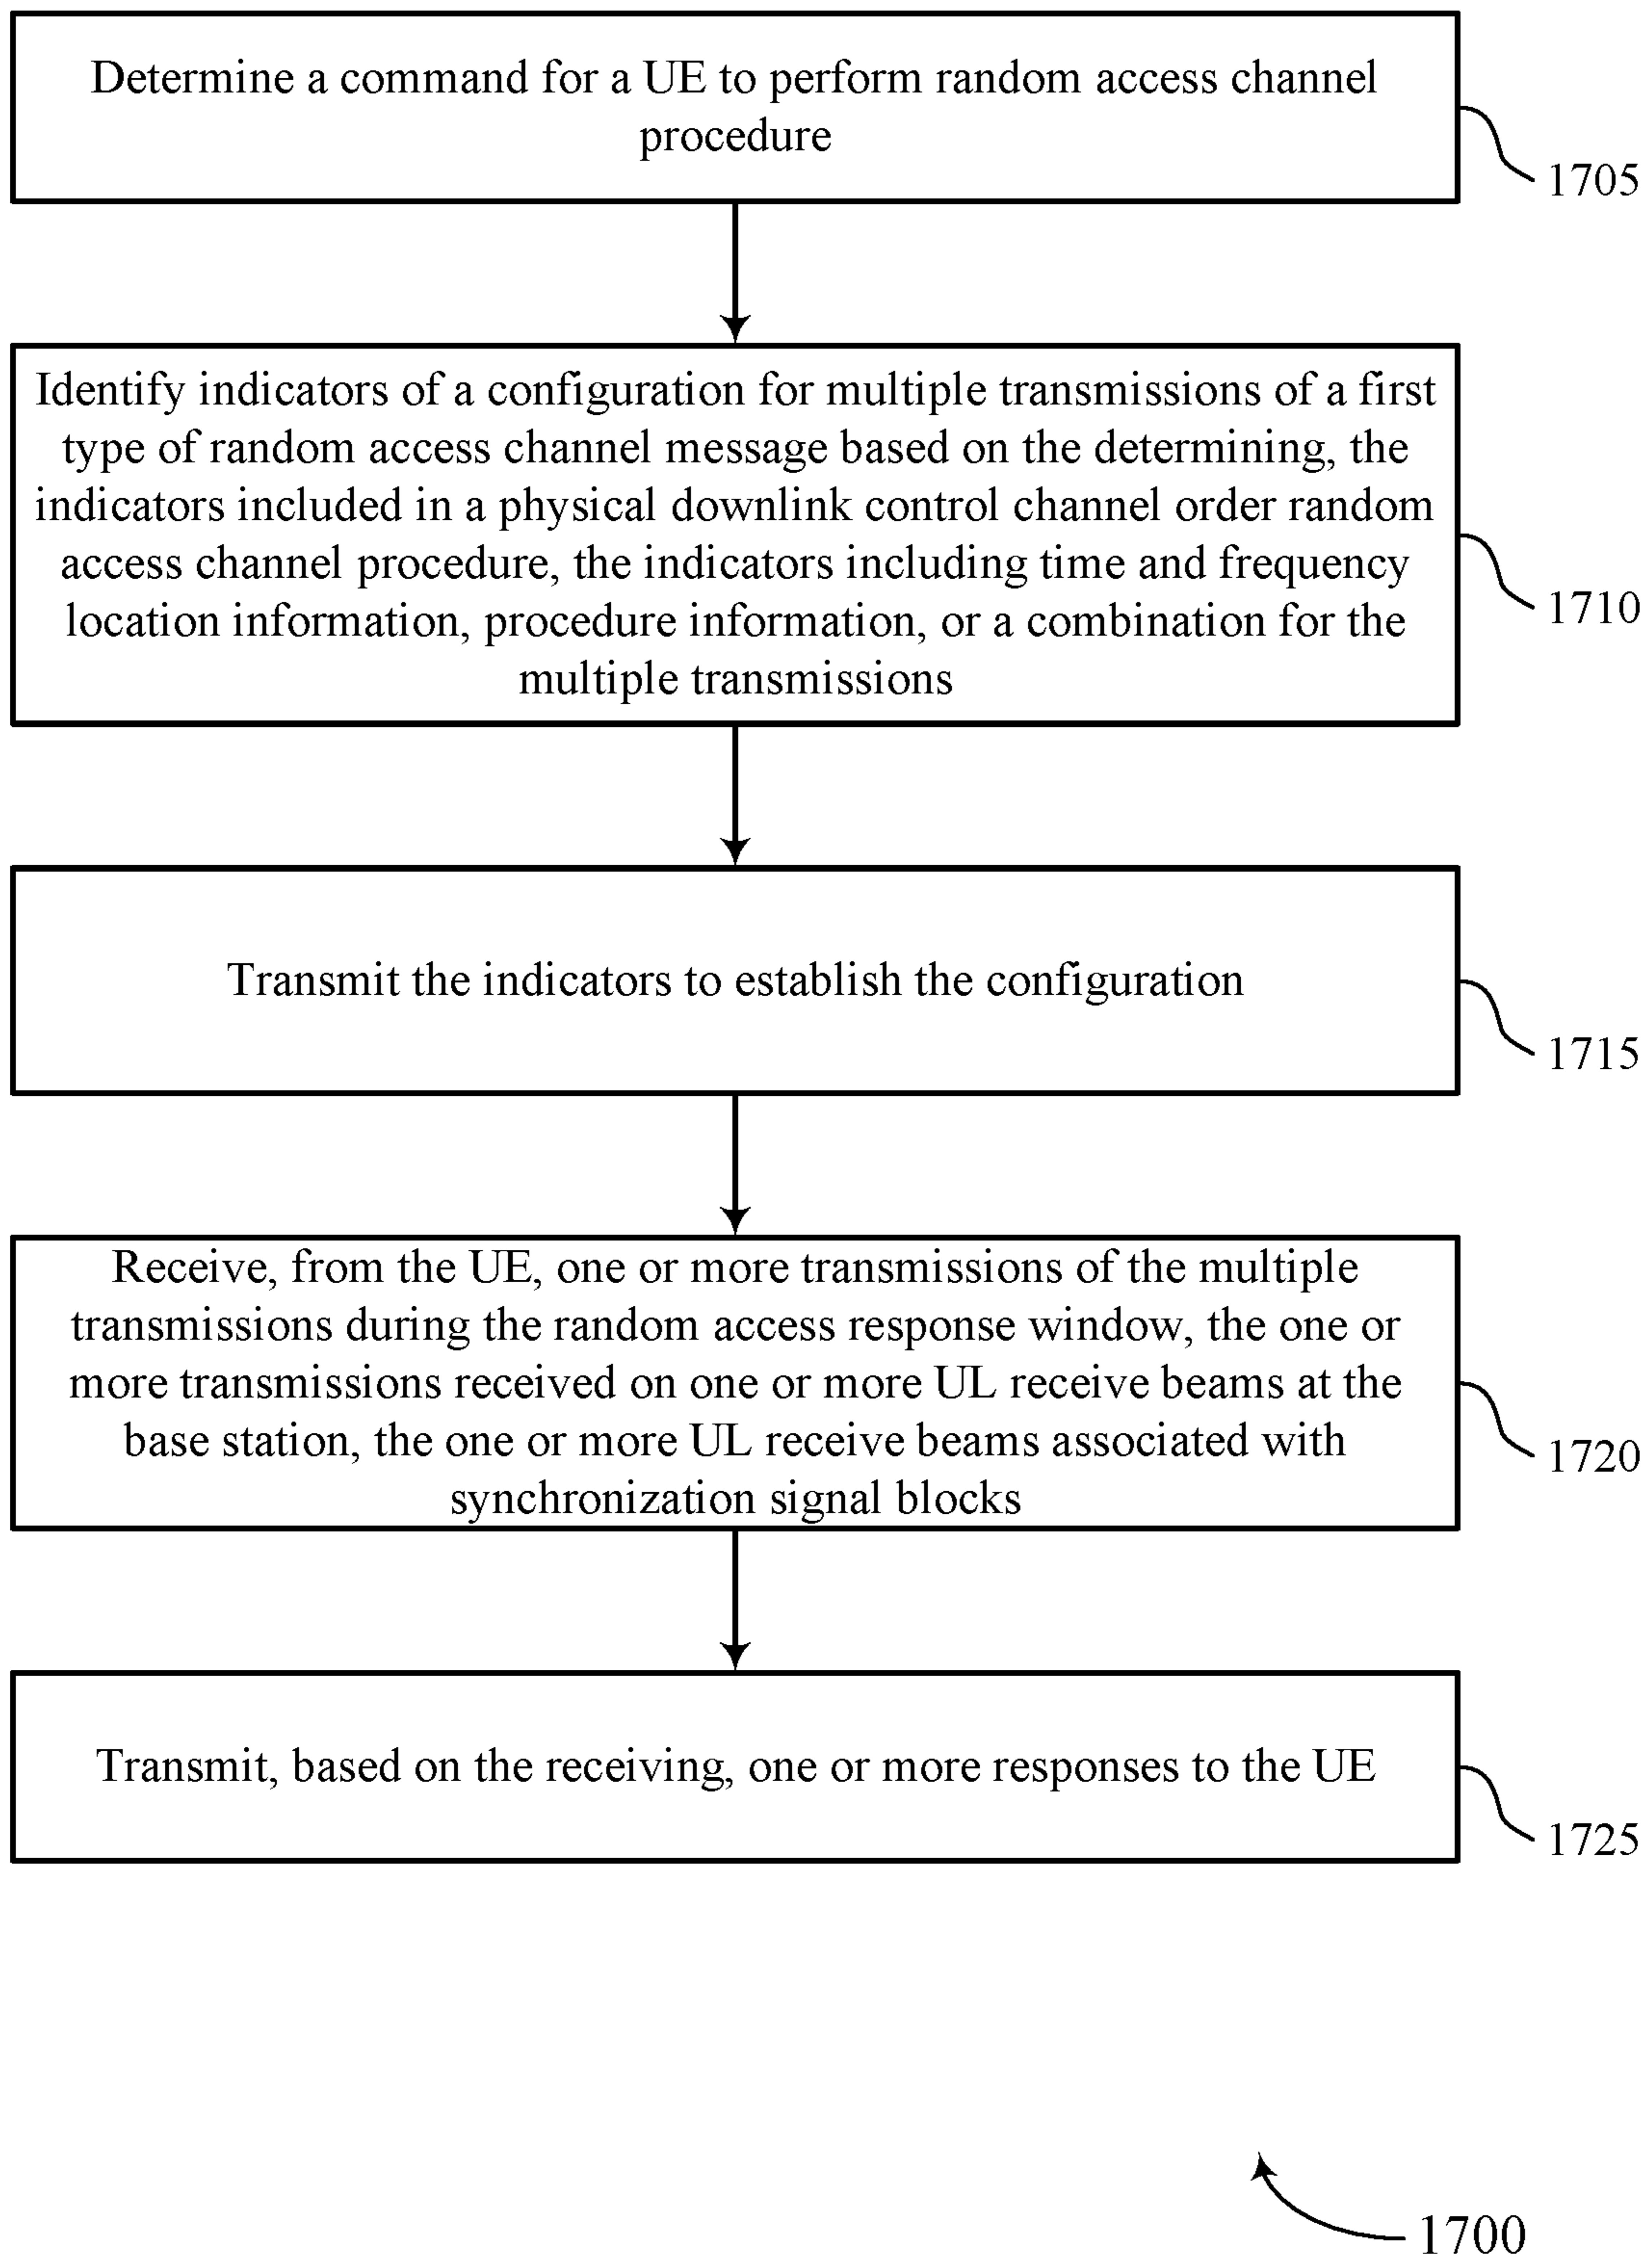 Determine a command for a UE to perform random access channel
procedure
1705
Identify indicators of a configuration for multiple transmissions of a first
type of random access channel message based on the determining, the
indicators included in a physical downlink control channel order random
access channel procedure, the indicators including time and frequency
location information, procedure information, or a combination for the
multiple transmissions
1710
Transmit the indicators to establish the configuration
1715
Receive, from the UE, one or more transmissions of the multiple
transmissions during the random access response window, the one or
more transmissions received on one or more UL receive beams at the
base station, the one or more UL receive beams associated with
synchronization signal blocks
1720
Transmit, based on the receiving, one or more responses to the UE
1725
1700